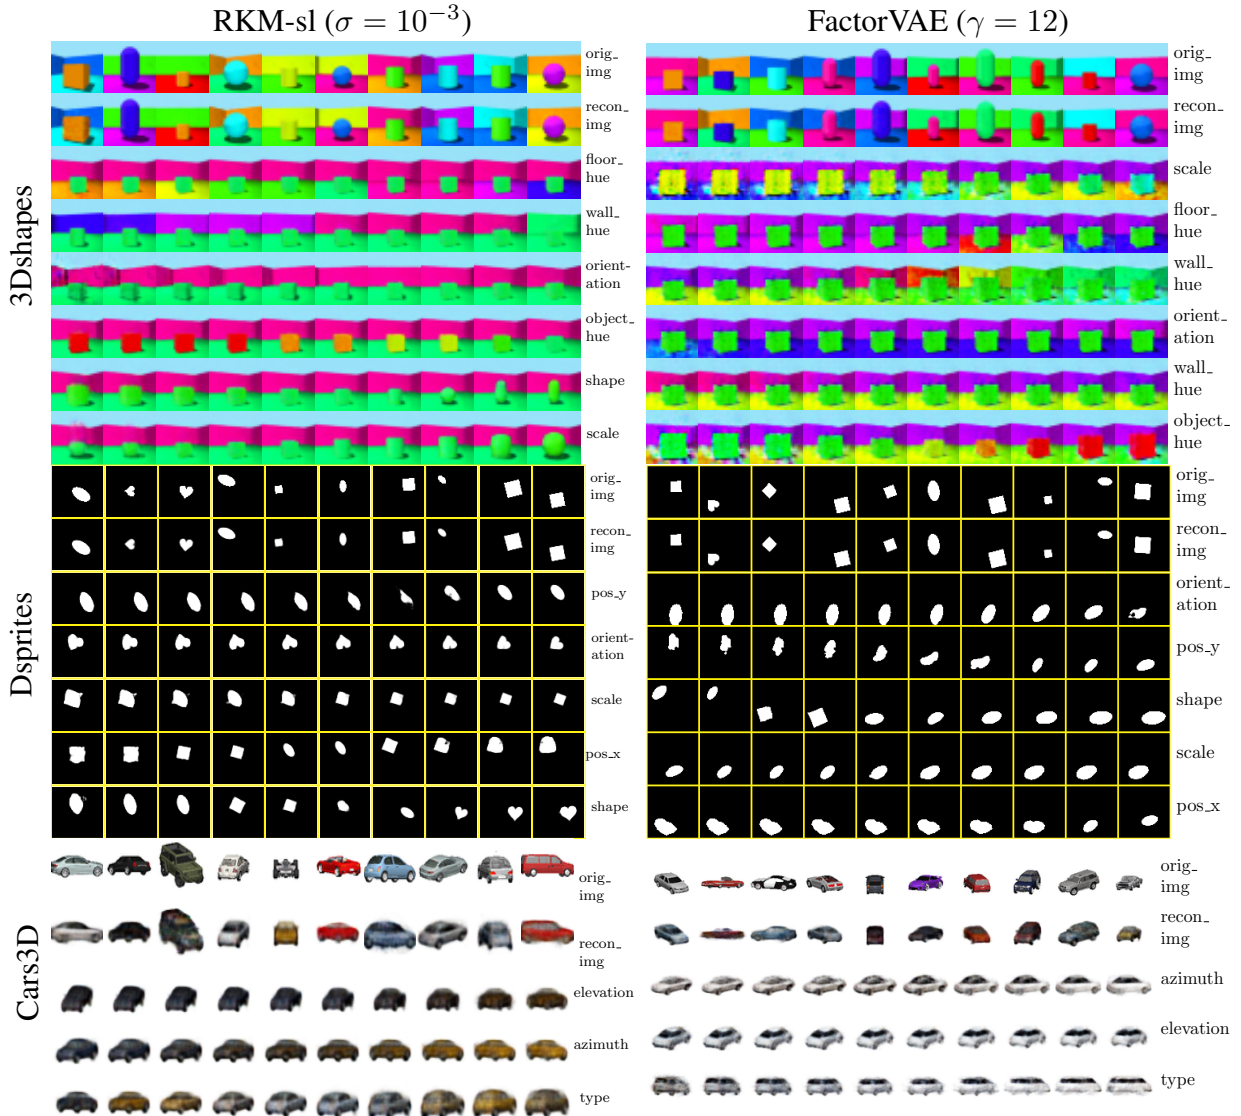 RKM-sl (σ = 10⁻³)
FactorVAE (γ = 12)
3Dshapes
orig_
img
recon_
img
floor_
hue
wall_
hue
orient-
ation
object_
hue
shape
scale
orig_
img
recon_
img
scale
floor_
hue
wall_
hue
orient_
ation
wall_
hue
object_
hue
Dsprites
orig_
img
recon_
img
pos_y
orient-
ation
scale
pos_x
shape
orig_
img
recon_
img
orient_
ation
pos_y
shape
scale
pos_x
Cars3D
orig_
img
recon_
img
elevation
azimuth
type
orig_
img
recon_
img
azimuth
elevation
type